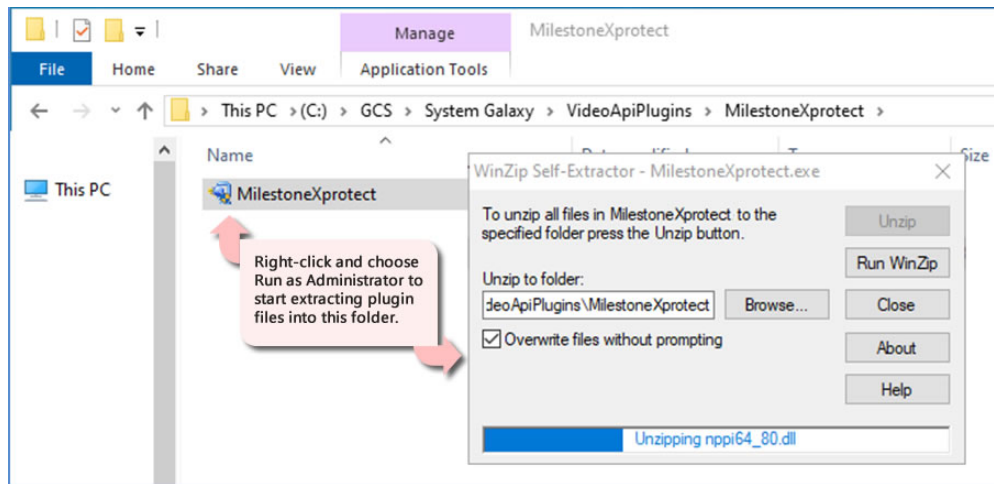 Manage
MilestoneXprotect
File
Home
Share
View
Application Tools
This PC > (C:) > GCS > System Galaxy > VideoApiPlugins > MilestoneXprotect >
Name
Size
This PC
MilestoneXprotect
Right-click and choose
Run as Administrator to
start extracting plugin
files into this folder.
WinZip Self-Extractor - MilestoneXprotect.exe
To unzip all files in MilestoneXprotect to the
specified folder press the Unzip button.
Unzip to folder:
deoApiPlugins\MilestoneXprotect
Browse...
Overwrite files without prompting
Unzip
Run WinZip
Close
About
Help
Unzipping nppi64_80.dll